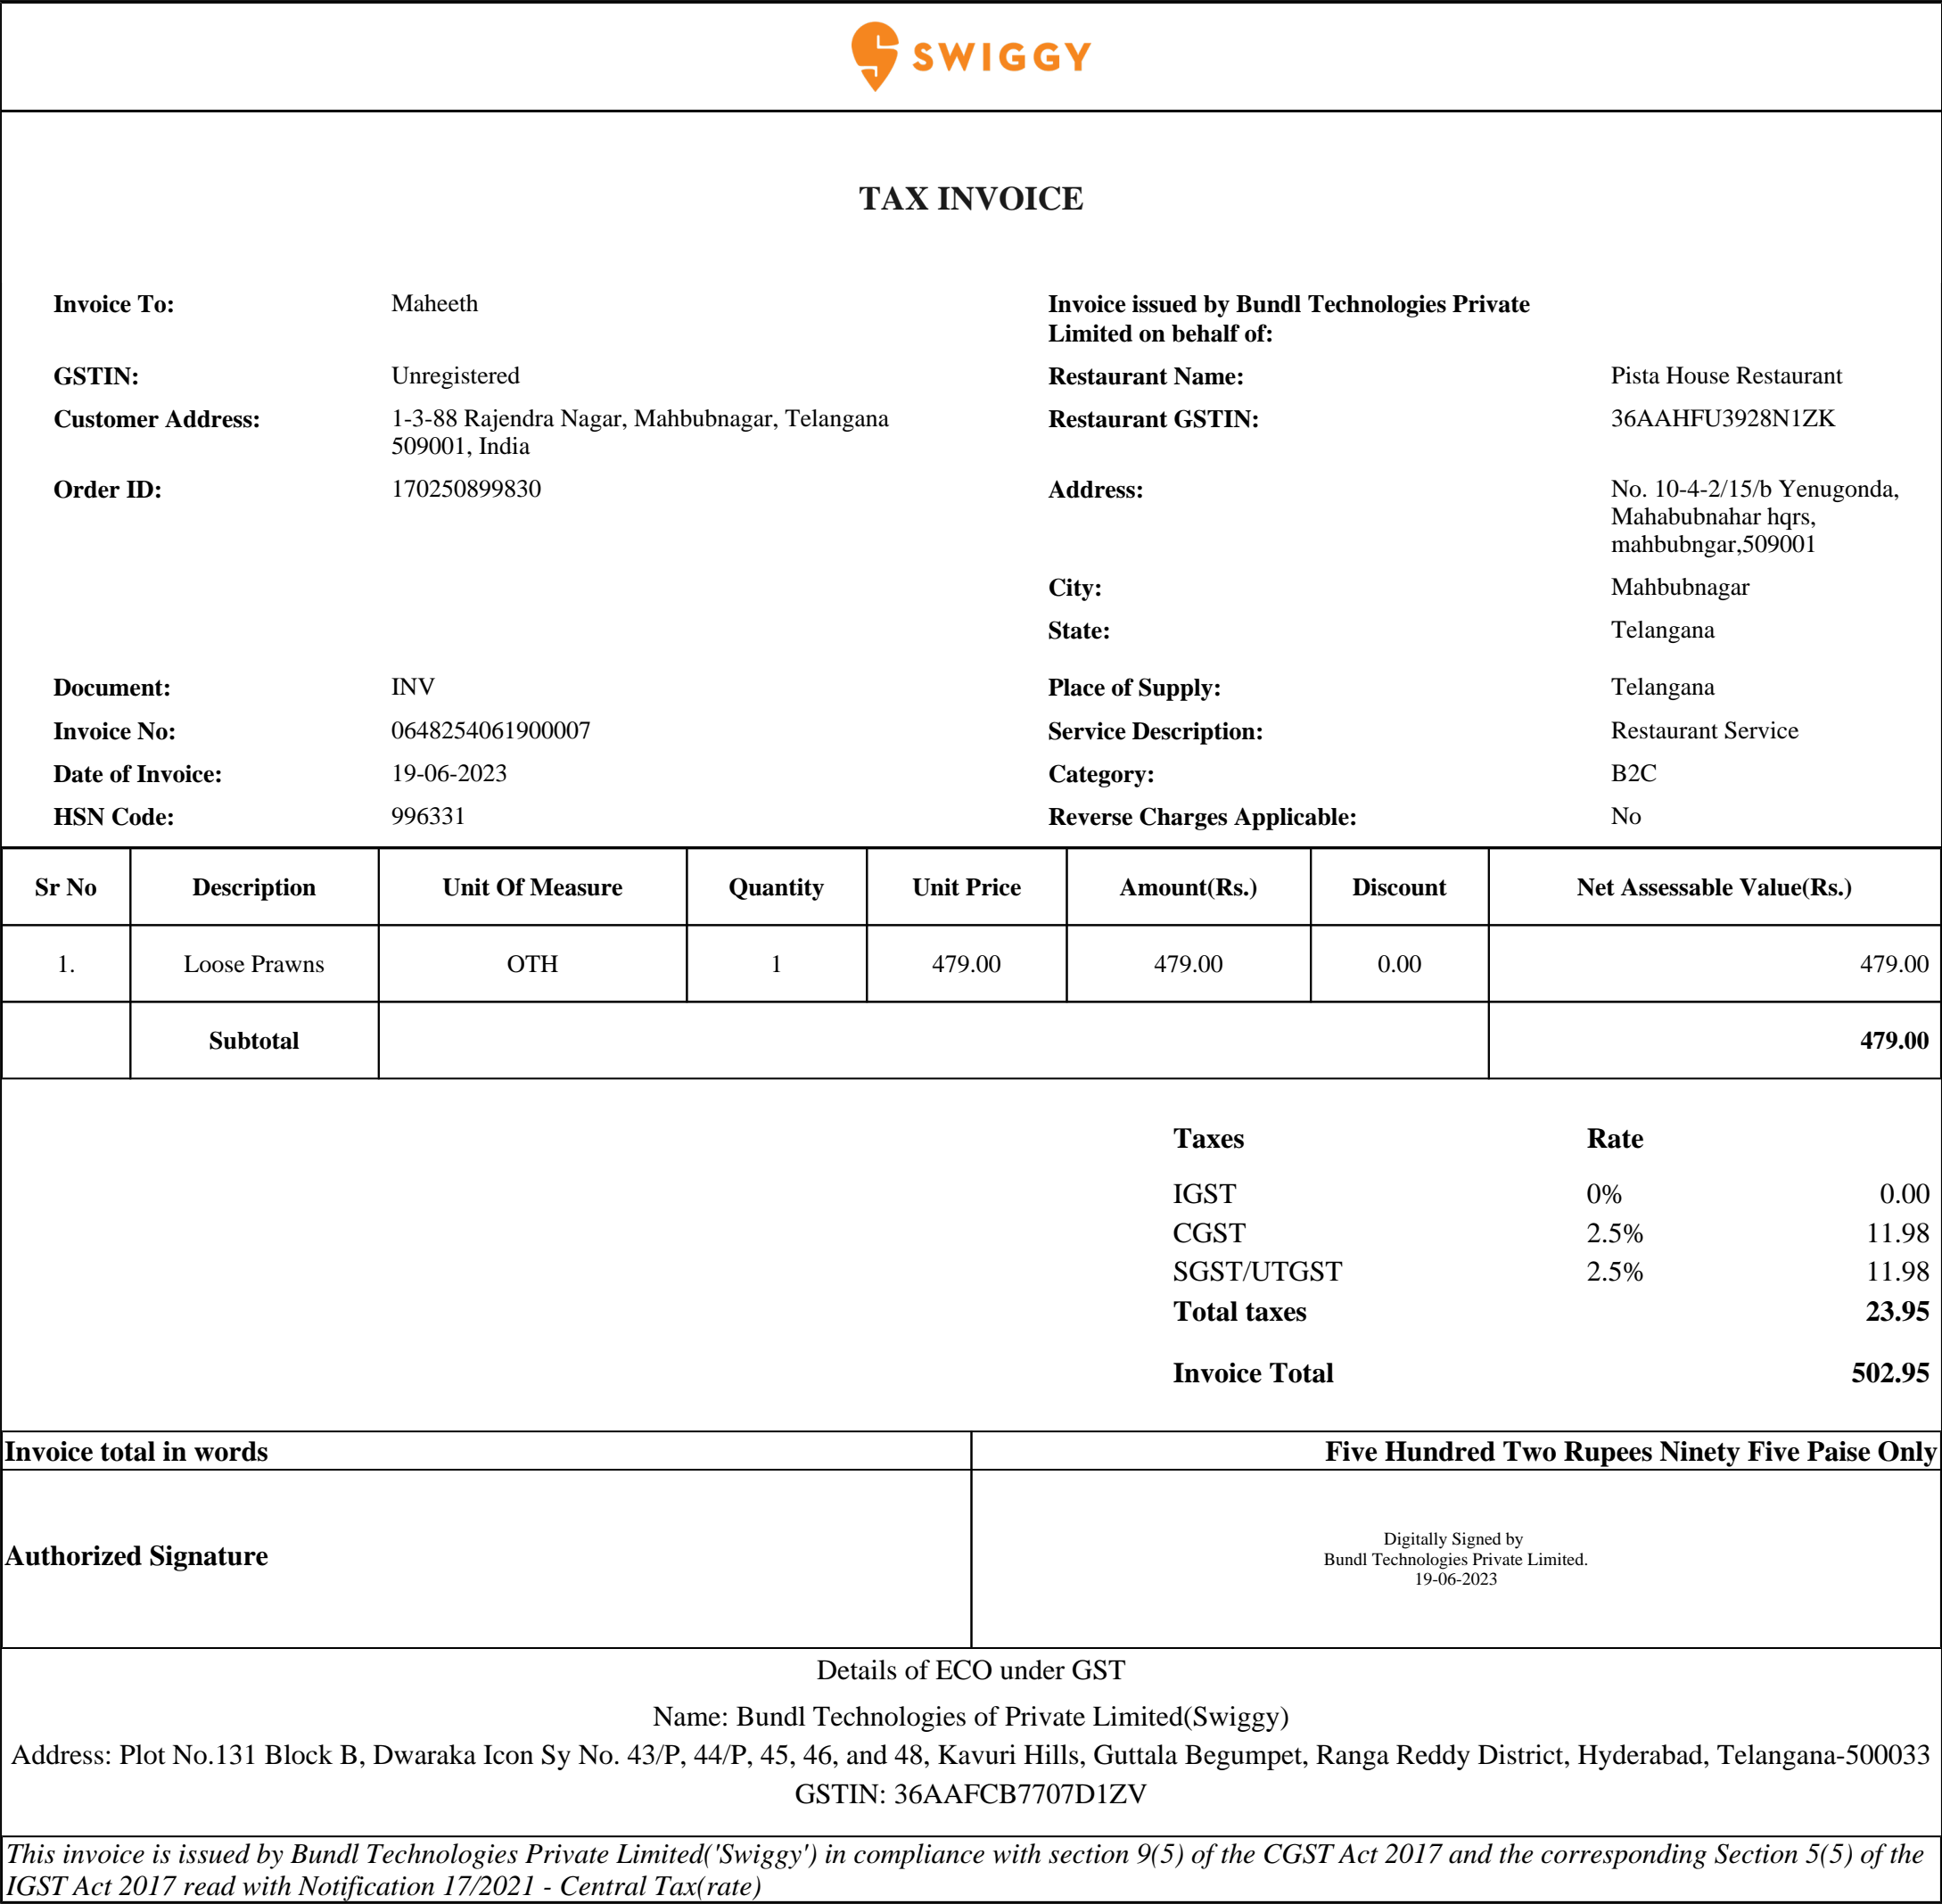 SWIGGY
TAX INVOICE
Invoice To: Maheeth Invoice issued by Bundl Technologies Private
Limited on behalf of:
GSTIN: Unregistered Restaurant Name: Pista House Restaurant
Customer Address: 1-3-88 Rajendra Nagar, Mahbubnagar, Telangana Restaurant GSTIN: 36AAHFU3928N1ZK
509001, India
Order ID: 170250899830 Address: No. 10-4-2/15/b Yenugonda,
Mahabubnahar hqrs,
mahbubngar,509001
City: Mahbubnagar
State: Telangana
Document: INV Place of Supply: Telangana
Invoice No: 0648254061900007 Service Description: Restaurant Service
Date of Invoice: 19-06-2023 Category: B2C
HSN Code: 996331 Reverse Charges Applicable: No
Sr No Description Unit Of Measure Quantity Unit Price Amount(Rs.) Discount Net Assessable Value(Rs.)
1. Loose Prawns OTH 1 479.00 479.00 0.00 479.00
Subtotal 479.00
Taxes Rate
IGST 0% 0.00
CGST 2.5% 11.98
SGST/UTGST 2.5% 11.98
Total taxes 23.95
Invoice Total 502.95
Invoice total in words Five Hundred Two Rupees Ninety Five Paise Only
Authorized Signature
Digitally Signed by
Bundl Technologies Private Limited.
19-06-2023
Details of ECO under GST
Name: Bundl Technologies of Private Limited(Swiggy)
Address: Plot No.131 Block B, Dwaraka Icon Sy No. 43/P, 44/P, 45, 46, and 48, Kavuri Hills, Guttala Begumpet, Ranga Reddy District, Hyderabad, Telangana-500033
GSTIN: 36AAFCB7707D1ZV
This invoice is issued by Bundl Technologies Private Limited('Swiggy') in compliance with section 9(5) of the CGST Act 2017 and the corresponding Section 5(5) of the
IGST Act 2017 read with Notification 17/2021 - Central Tax(rate)